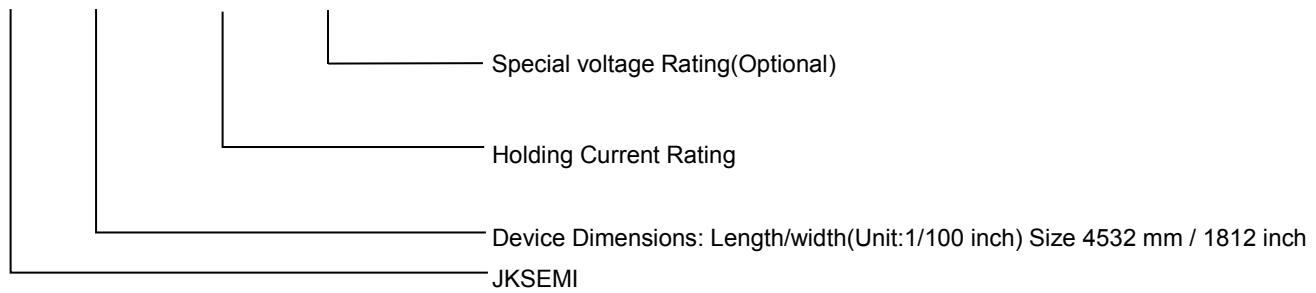 Special voltage Rating(Optional)
Holding Current Rating
Device Dimensions: Length/width(Unit:1/100 inch) Size 4532 mm / 1812 inch
JKSEMI